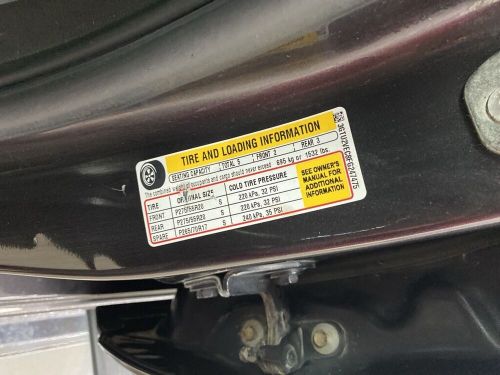 TIRE AND LOADING INFORMATION
SEATING CAPACITY TOTAL 5 FRONT 2 REAR 3
The combined weight of occupants and cargo should never exceed 695 kg or 1532 lbs.
TIRE ORIGINAL SIZE COLD TIRE PRESSURE
FRONT P275/55R20 S 220 kPa, 32 PSI
REAR P275/55R20 S 220 kPa, 32 PSI
SPARE P265/70R17 S 240 kPa, 35 PSI
SEE OWNER'S
MANUAL FOR
ADDITIONAL
INFORMATION